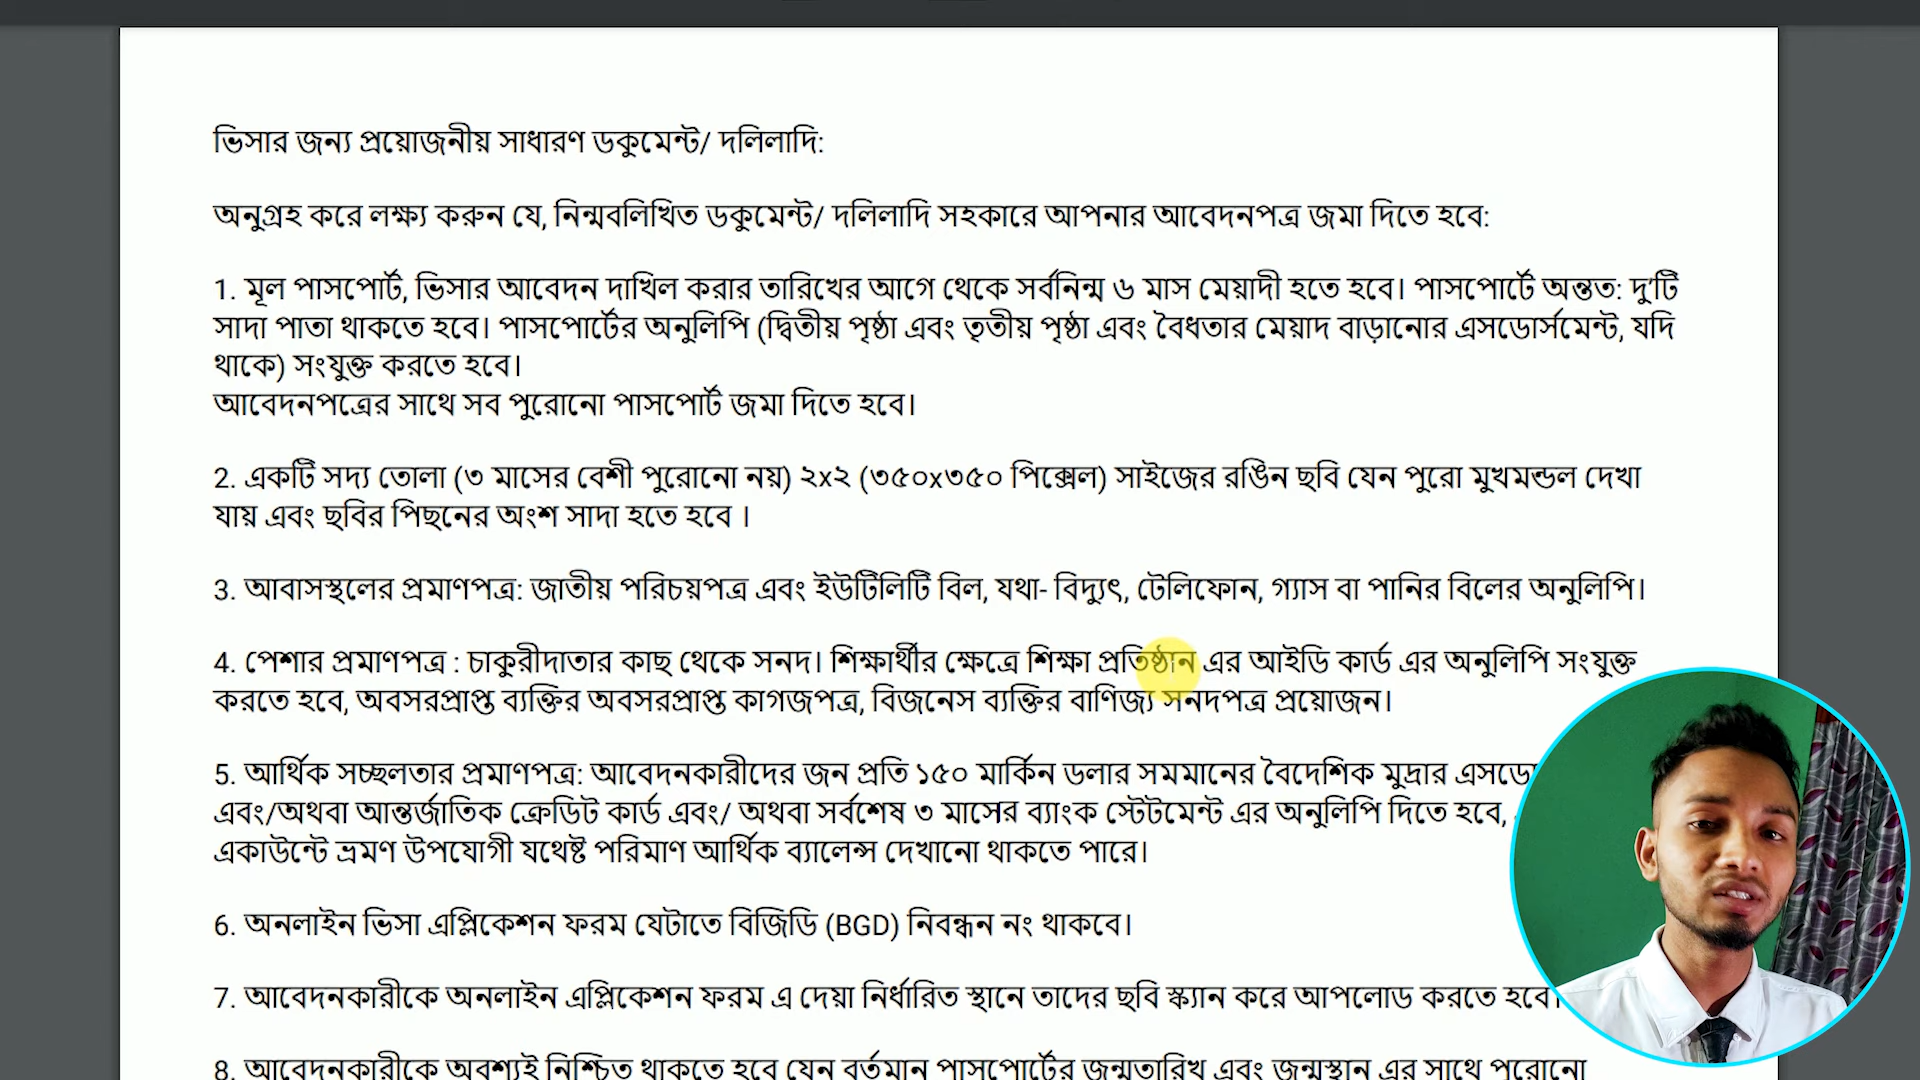 ভিসার জন্য প্রয়োজনীয় সাধারণ ডকুমেন্ট/ দলিলাদি:
অনুগ্রহ করে লক্ষ্য করুন যে, নিন্মবলিখিত ডকুমেন্ট/ দলিলাদি সহকারে আপনার আবেদনপত্র জমা দিতে হবে:
1. মূল পাসপোর্ট, ভিসার আবেদন দাখিল করার তারিখের আগে থেকে সর্বনিন্ম ৬ মাস মেয়াদী হতে হবে। পাসপোর্টে অন্তত: দু’টি
সাদা পাতা থাকতে হবে। পাসপোর্টের অনুলিপি (দ্বিতীয় পৃষ্ঠা এবং তৃতীয় পৃষ্ঠা এবং বৈধতার মেয়াদ বাড়ানোর এসডোর্সমেন্ট, যদি
থাকে) সংযুক্ত করতে হবে।
আবেদনপত্রের সাথে সব পুরোনো পাসপোর্ট জমা দিতে হবে।
2. একটি সদ্য তোলা (৩ মাসের বেশী পুরোনো নয়) ২x২ (৩৫০x৩৫০ পিক্সেল) সাইজের রঙিন ছবি যেন পুরো মুখমন্ডল দেখা
যায় এবং ছবির পিছনের অংশ সাদা হতে হবে ।
3. আবাসস্থলের প্রমাণপত্র: জাতীয় পরিচয়পত্র এবং ইউটিলিটি বিল, যথা- বিদ্যুৎ, টেলিফোন, গ্যাস বা পানির বিলের অনুলিপি।
4. পেশার প্রমাণপত্র : চাকুরীদাতার কাছ থেকে সনদ। শিক্ষার্থীর ক্ষেত্রে শিক্ষা প্রতিষ্ঠান এর আইডি কার্ড এর অনুলিপি সংযুক্ত
করতে হবে, অবসরপ্রাপ্ত ব্যক্তির অবসরপ্রাপ্ত কাগজপত্র, বিজনেস ব্যক্তির বাণিজ্য সনদপত্র প্রয়োজন।
5. আর্থিক সচ্ছলতার প্রমাণপত্র: আবেদনকারীদের জন প্রতি ১৫০ মার্কিন ডলার সমমানের বৈদেশিক মুদ্রার
এবং/অথবা আন্তর্জাতিক ক্রেডিট কার্ড এবং/ অথবা সর্বশেষ ৩ মাসের ব্যাংক স্টেটমেন্ট এর অনুলিপি দিতে হবে,
একাউন্টে ভ্রমণ উপযোগী যথেষ্ট পরিমাণ আর্থিক ব্যালেন্স দেখানো থাকতে পারে।
6. অনলাইন ভিসা এপ্লিকেশন ফরম যেটাতে বিজিডি (BGD) নিবন্ধন নং থাকবে।
7. আবেদনকারীকে অনলাইন এপ্লিকেশন ফরম এ দেয়া নির্ধারিত স্থানে তাদের ছবি স্ক্যান করে আপলোড করতে হবে।
8. আবেদনকারীকে অবশ্যই নিশ্চিত থাকতে হবে যেন বর্তমান পাসপোর্টের জন্মতারিখ এবং জন্মস্থান এর সাথে পুরোনো